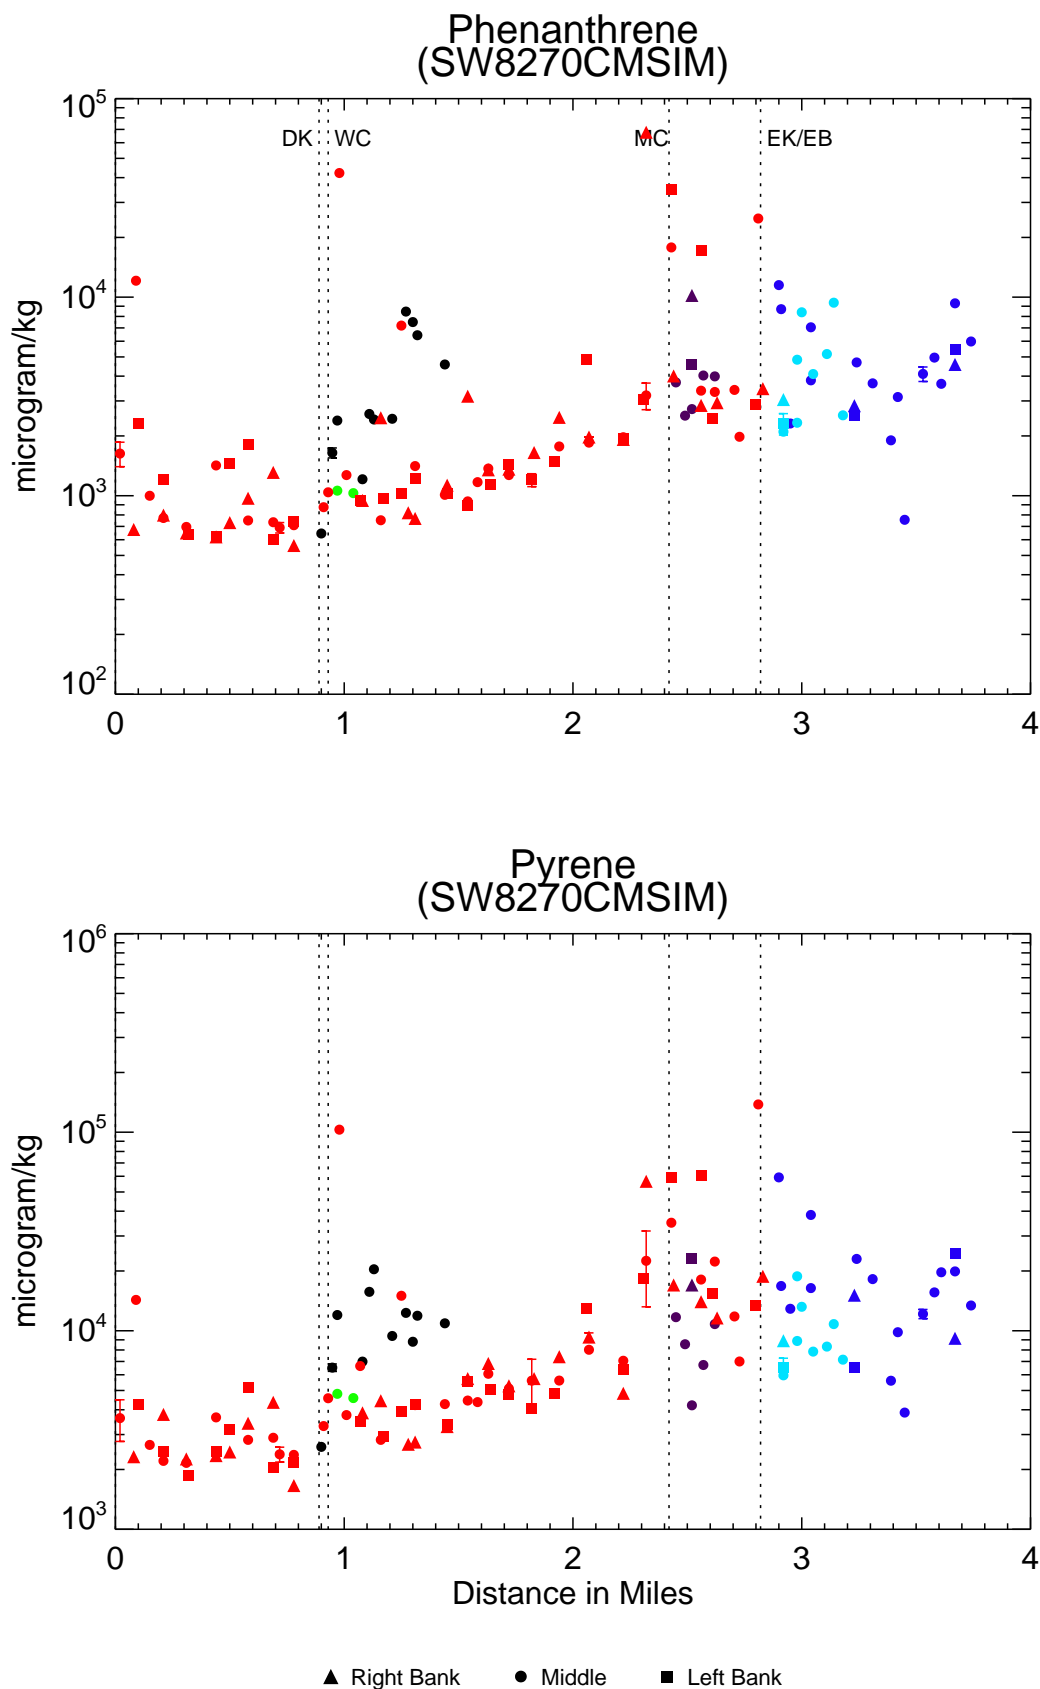 Phenanthrene
(SW8270CMSIM)
10^5
DK WC MC EK/EB
10^4
microgram/kg
10^3
10^2
0 1 2 3 4
Pyrene
(SW8270CMSIM)
10^6
10^5
microgram/kg
10^4
10^3
0 1 2 3 4
Distance in Miles
Right Bank Middle Left Bank